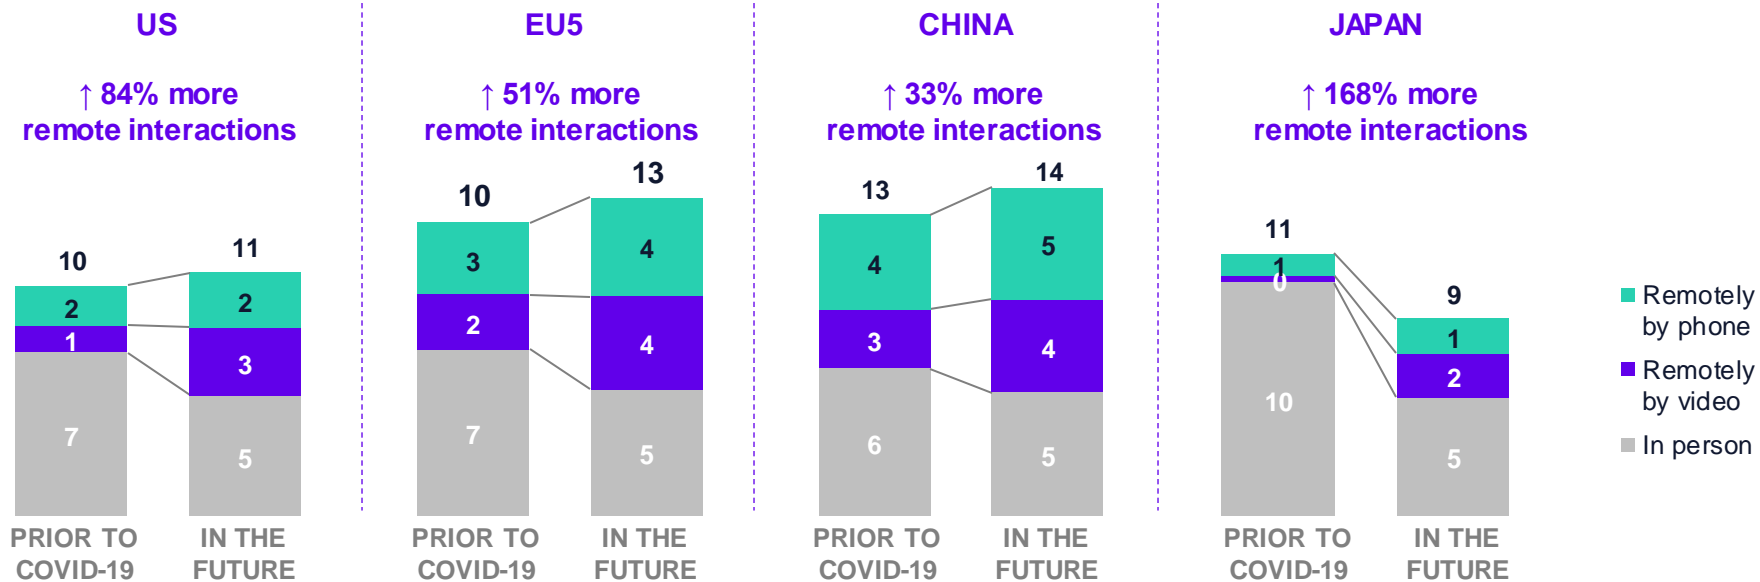 US
↑ 84% more
remote interactions
10
2
1
7
11
2
3
5
PRIOR TO
COVID-19
IN THE
FUTURE
EU5
↑ 51% more
remote interactions
10
3
2
7
13
4
4
5
PRIOR TO
COVID-19
IN THE
FUTURE
CHINA
↑ 33% more
remote interactions
13
4
3
6
14
5
4
5
PRIOR TO
COVID-19
IN THE
FUTURE
JAPAN
↑ 168% more
remote interactions
11
1
0
10
9
1
2
5
PRIOR TO
COVID-19
IN THE
FUTURE
Remotely
by phone
Remotely
by video
In person